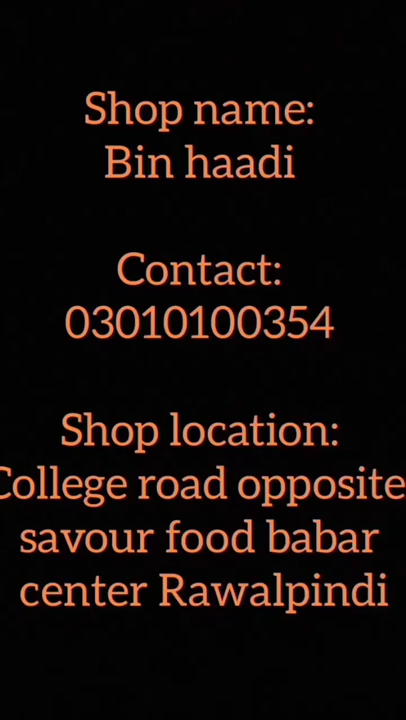 Shop name:
Bin haadi
Contact:
03010100354
Shop location:
College road opposite
savour food babar
center Rawalpindi